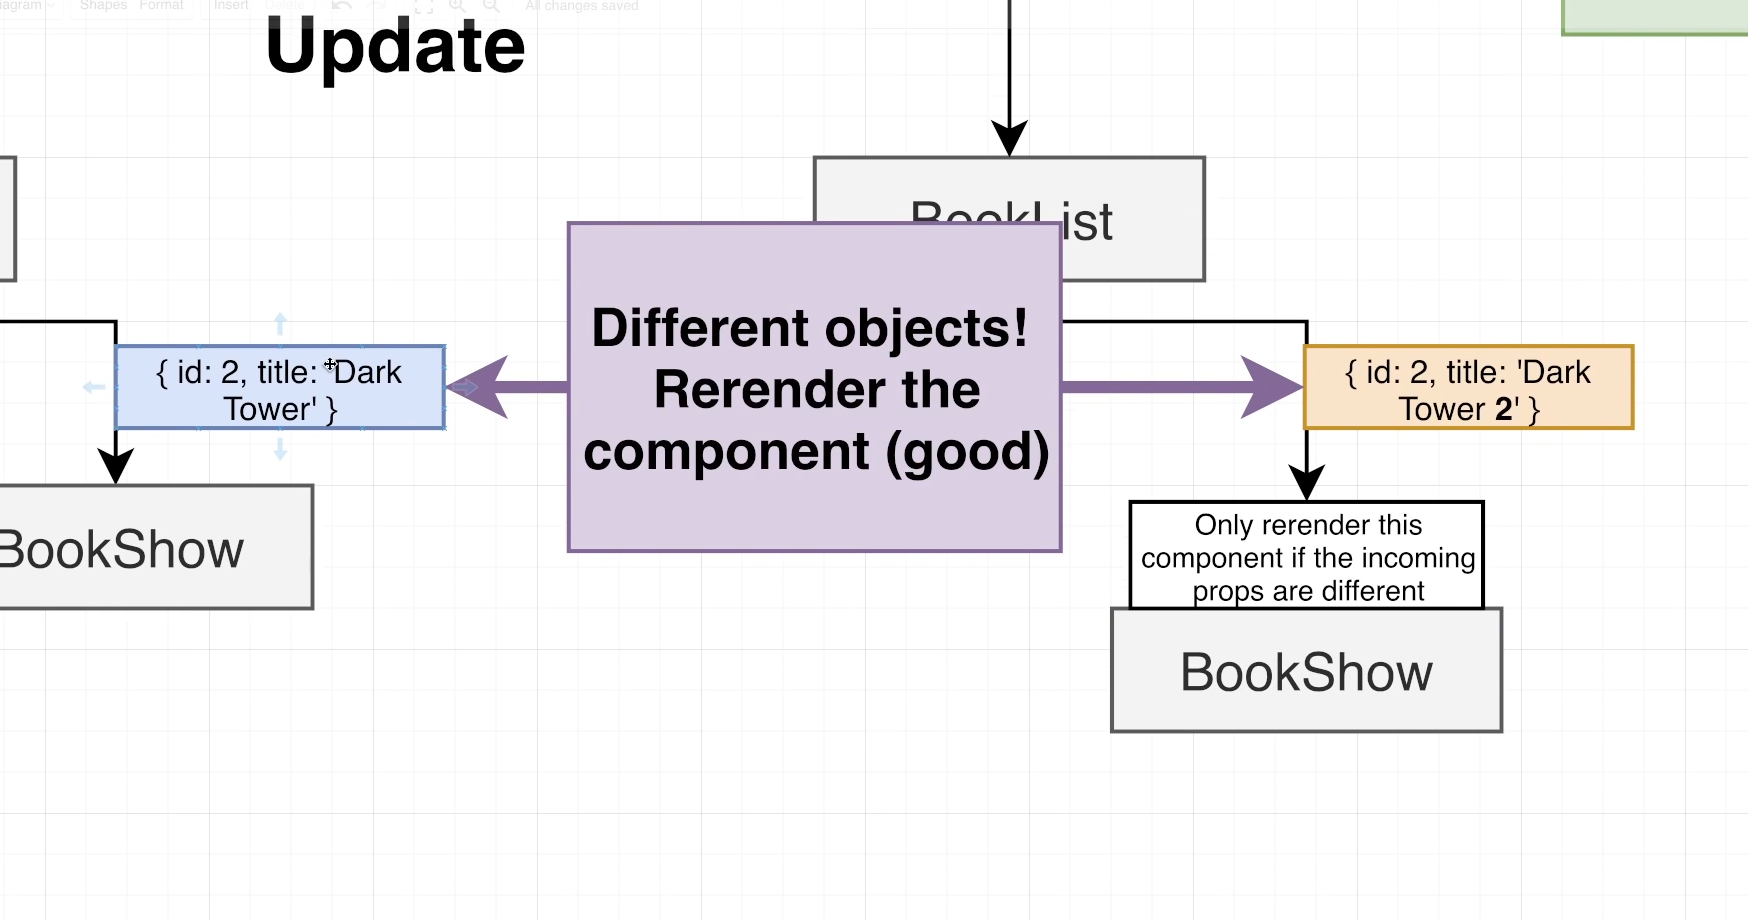 Shapes
Format
Insert
Delete
All changes saved
Update
BookList
Different objects!
Rerender the
component (good)
{ id: 2, title: 'Dark
Tower' }
{ id: 2, title: 'Dark
Tower 2' }
BookShow
Only rerender this
component if the incoming
props are different
BookShow